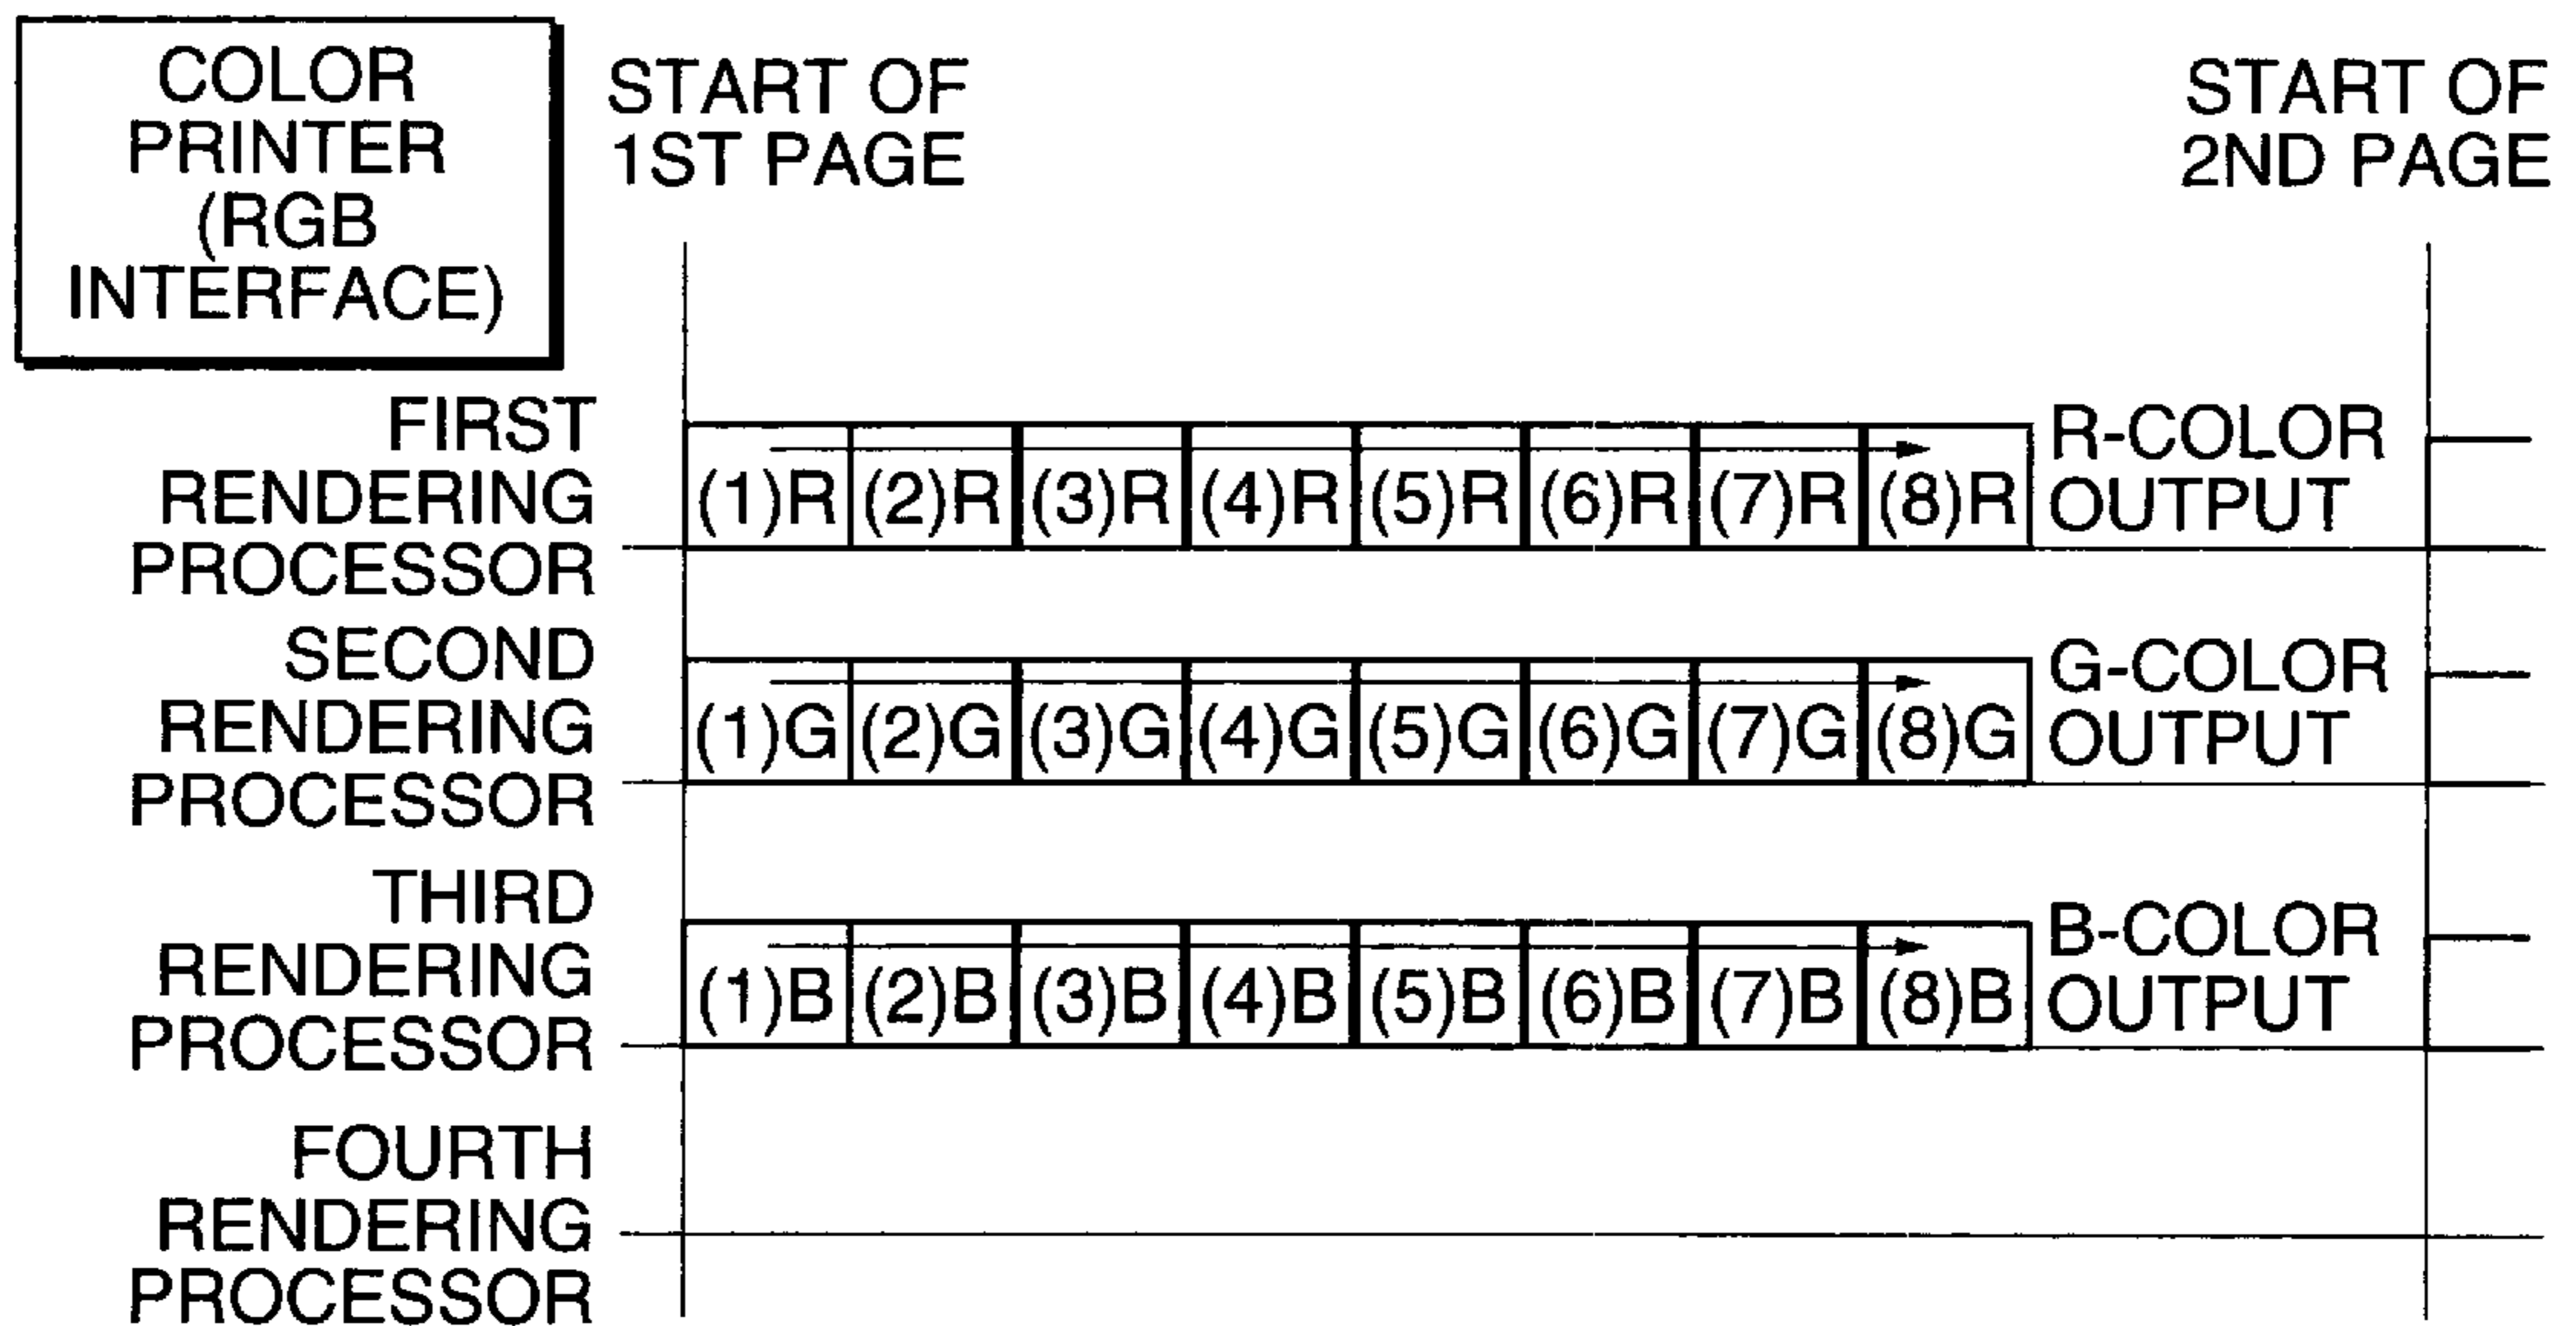 COLOR
PRINTER
(RGB
INTERFACE)
START OF
1ST PAGE
START OF
2ND PAGE
FIRST
RENDERING
PROCESSOR
(1)R (2)R (3)R (4)R (5)R (6)R (7)R (8)R
R-COLOR
OUTPUT
SECOND
RENDERING
PROCESSOR
(1)G (2)G (3)G (4)G (5)G (6)G (7)G (8)G
G-COLOR
OUTPUT
THIRD
RENDERING
PROCESSOR
(1)B (2)B (3)B (4)B (5)B (6)B (7)B (8)B
B-COLOR
OUTPUT
FOURTH
RENDERING
PROCESSOR